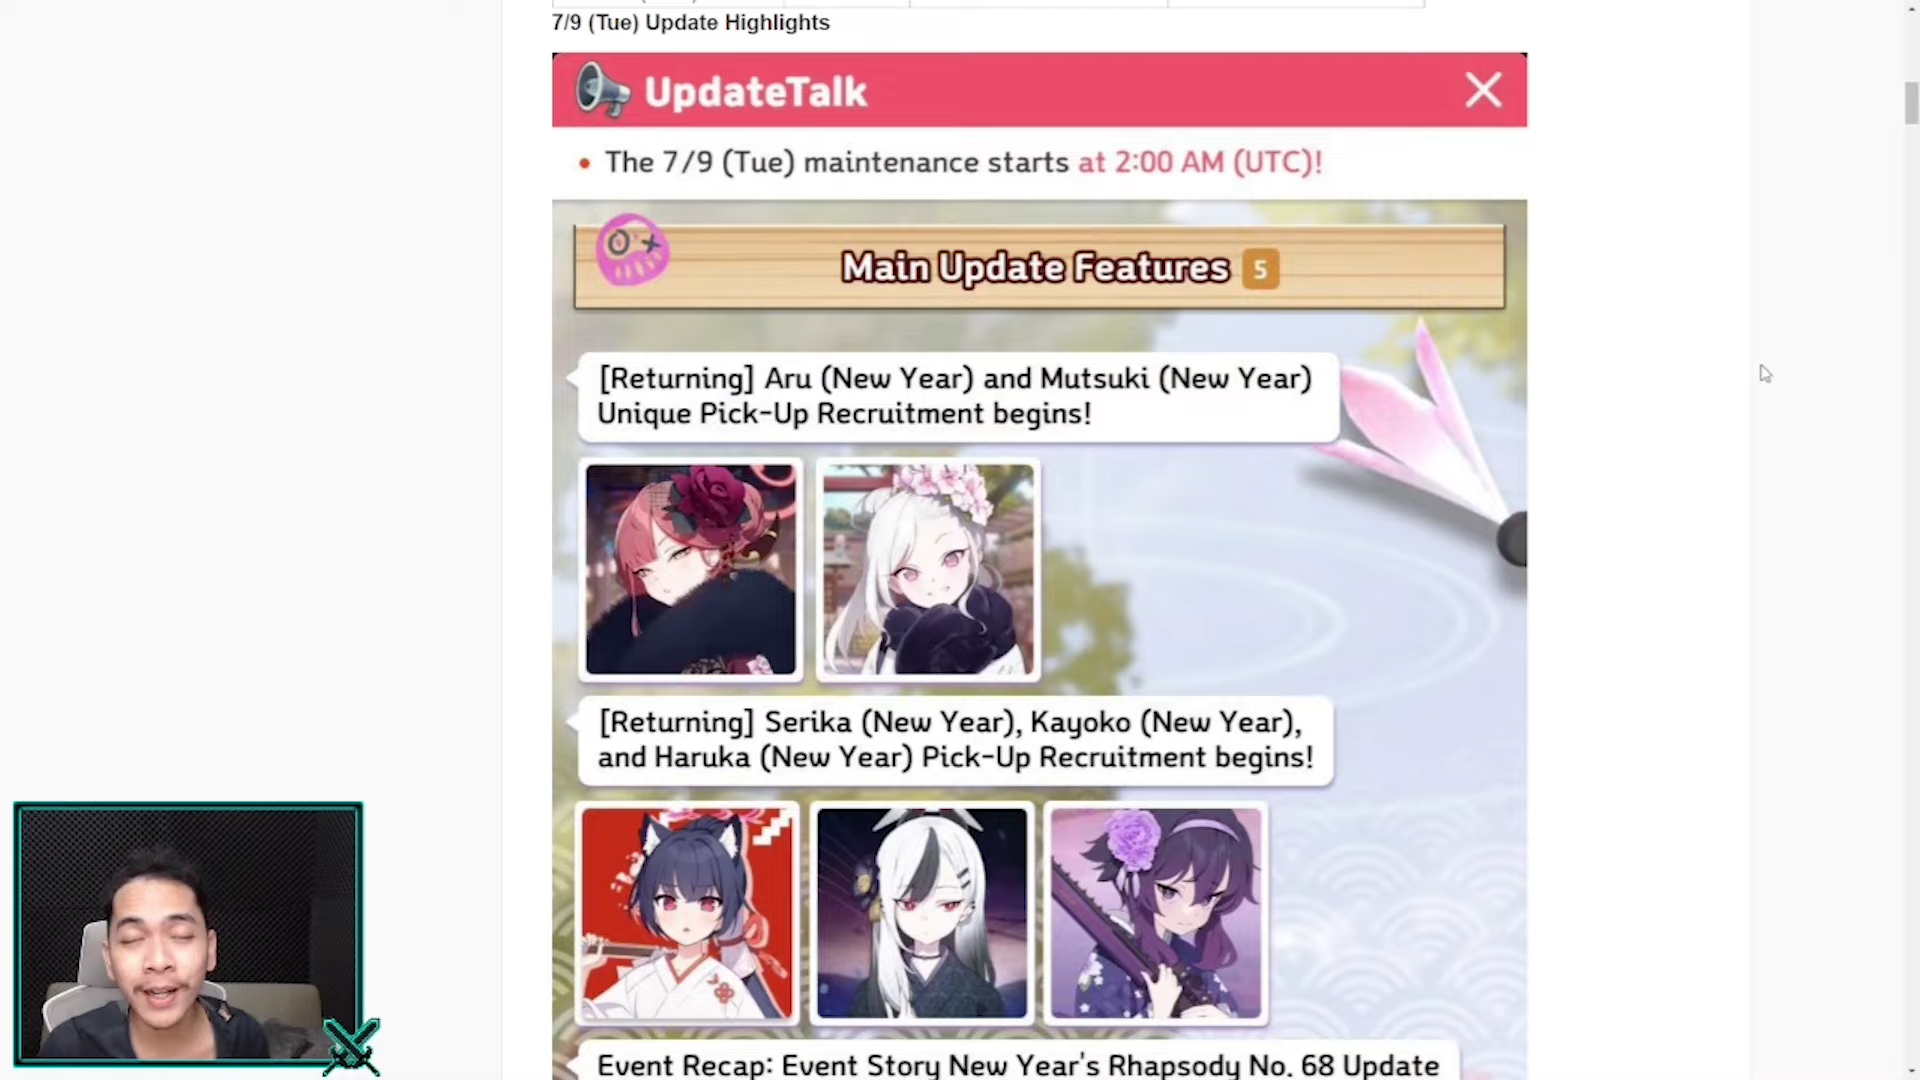 7/9 (Tue) Update Highlights
UpdateTalk
The 7/9 (Tue) maintenance starts at 2:00 AM (UTC)!
Main Update Features 5
[Returning] Aru (New Year) and Mutsuki (New Year)
Unique Pick-Up Recruitment begins!
[Returning] Serika (New Year), Kayoko (New Year),
and Haruka (New Year) Pick-Up Recruitment begins!
Event Recap: Event Story New Year's Rhapsody No. 68 Update